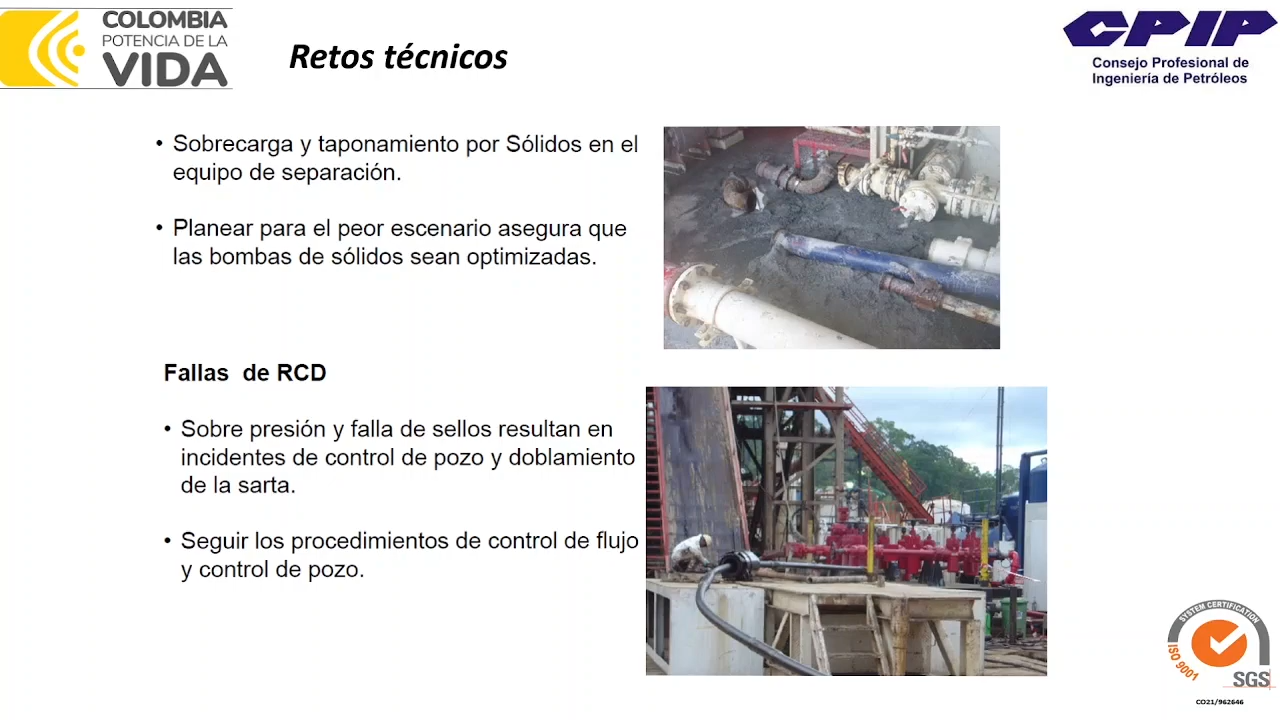 COLOMBIA
POTENCIA DE LA
VIDA
Retos técnicos
CPIP
Consejo Profesional de
Ingeniería de Petróleos
• Sobrecarga y taponamiento por Sólidos en el
equipo de separación.
• Planear para el peor escenario asegura que
las bombas de sólidos sean optimizadas.
Fallas de RCD
• Sobre presión y falla de sellos resultan en
incidentes de control de pozo y doblamiento
de la sarta.
• Seguir los procedimientos de control de flujo
y control de pozo.
SYSTEM CERTIFICATION
ISO 9001
SGS
CO21/962646